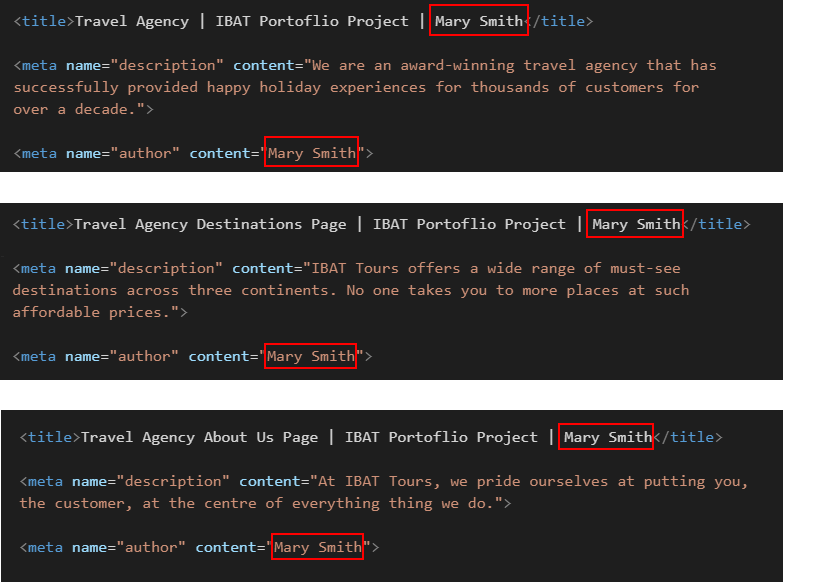 <title>Travel Agency | IBAT Portoflio Project | Mary Smith</title>
<meta name="description" content="We are an award-winning travel agency that has
successfully provided happy holiday experiences for thousands of customers for
over a decade.">
<meta name="author" content="Mary Smith">
<title>Travel Agency Destinations Page | IBAT Portoflio Project | Mary Smith</title>
<meta name="description" content="IBAT Tours offers a wide range of must-see
destinations across three continents. No one takes you to more places at such
affordable prices.">
<meta name="author" content="Mary Smith">
<title>Travel Agency About Us Page | IBAT Portoflio Project | Mary Smith</title>
<meta name="description" content="At IBAT Tours, we pride ourselves at putting you,
the customer, at the centre of everything thing we do.">
<meta name="author" content="Mary Smith">